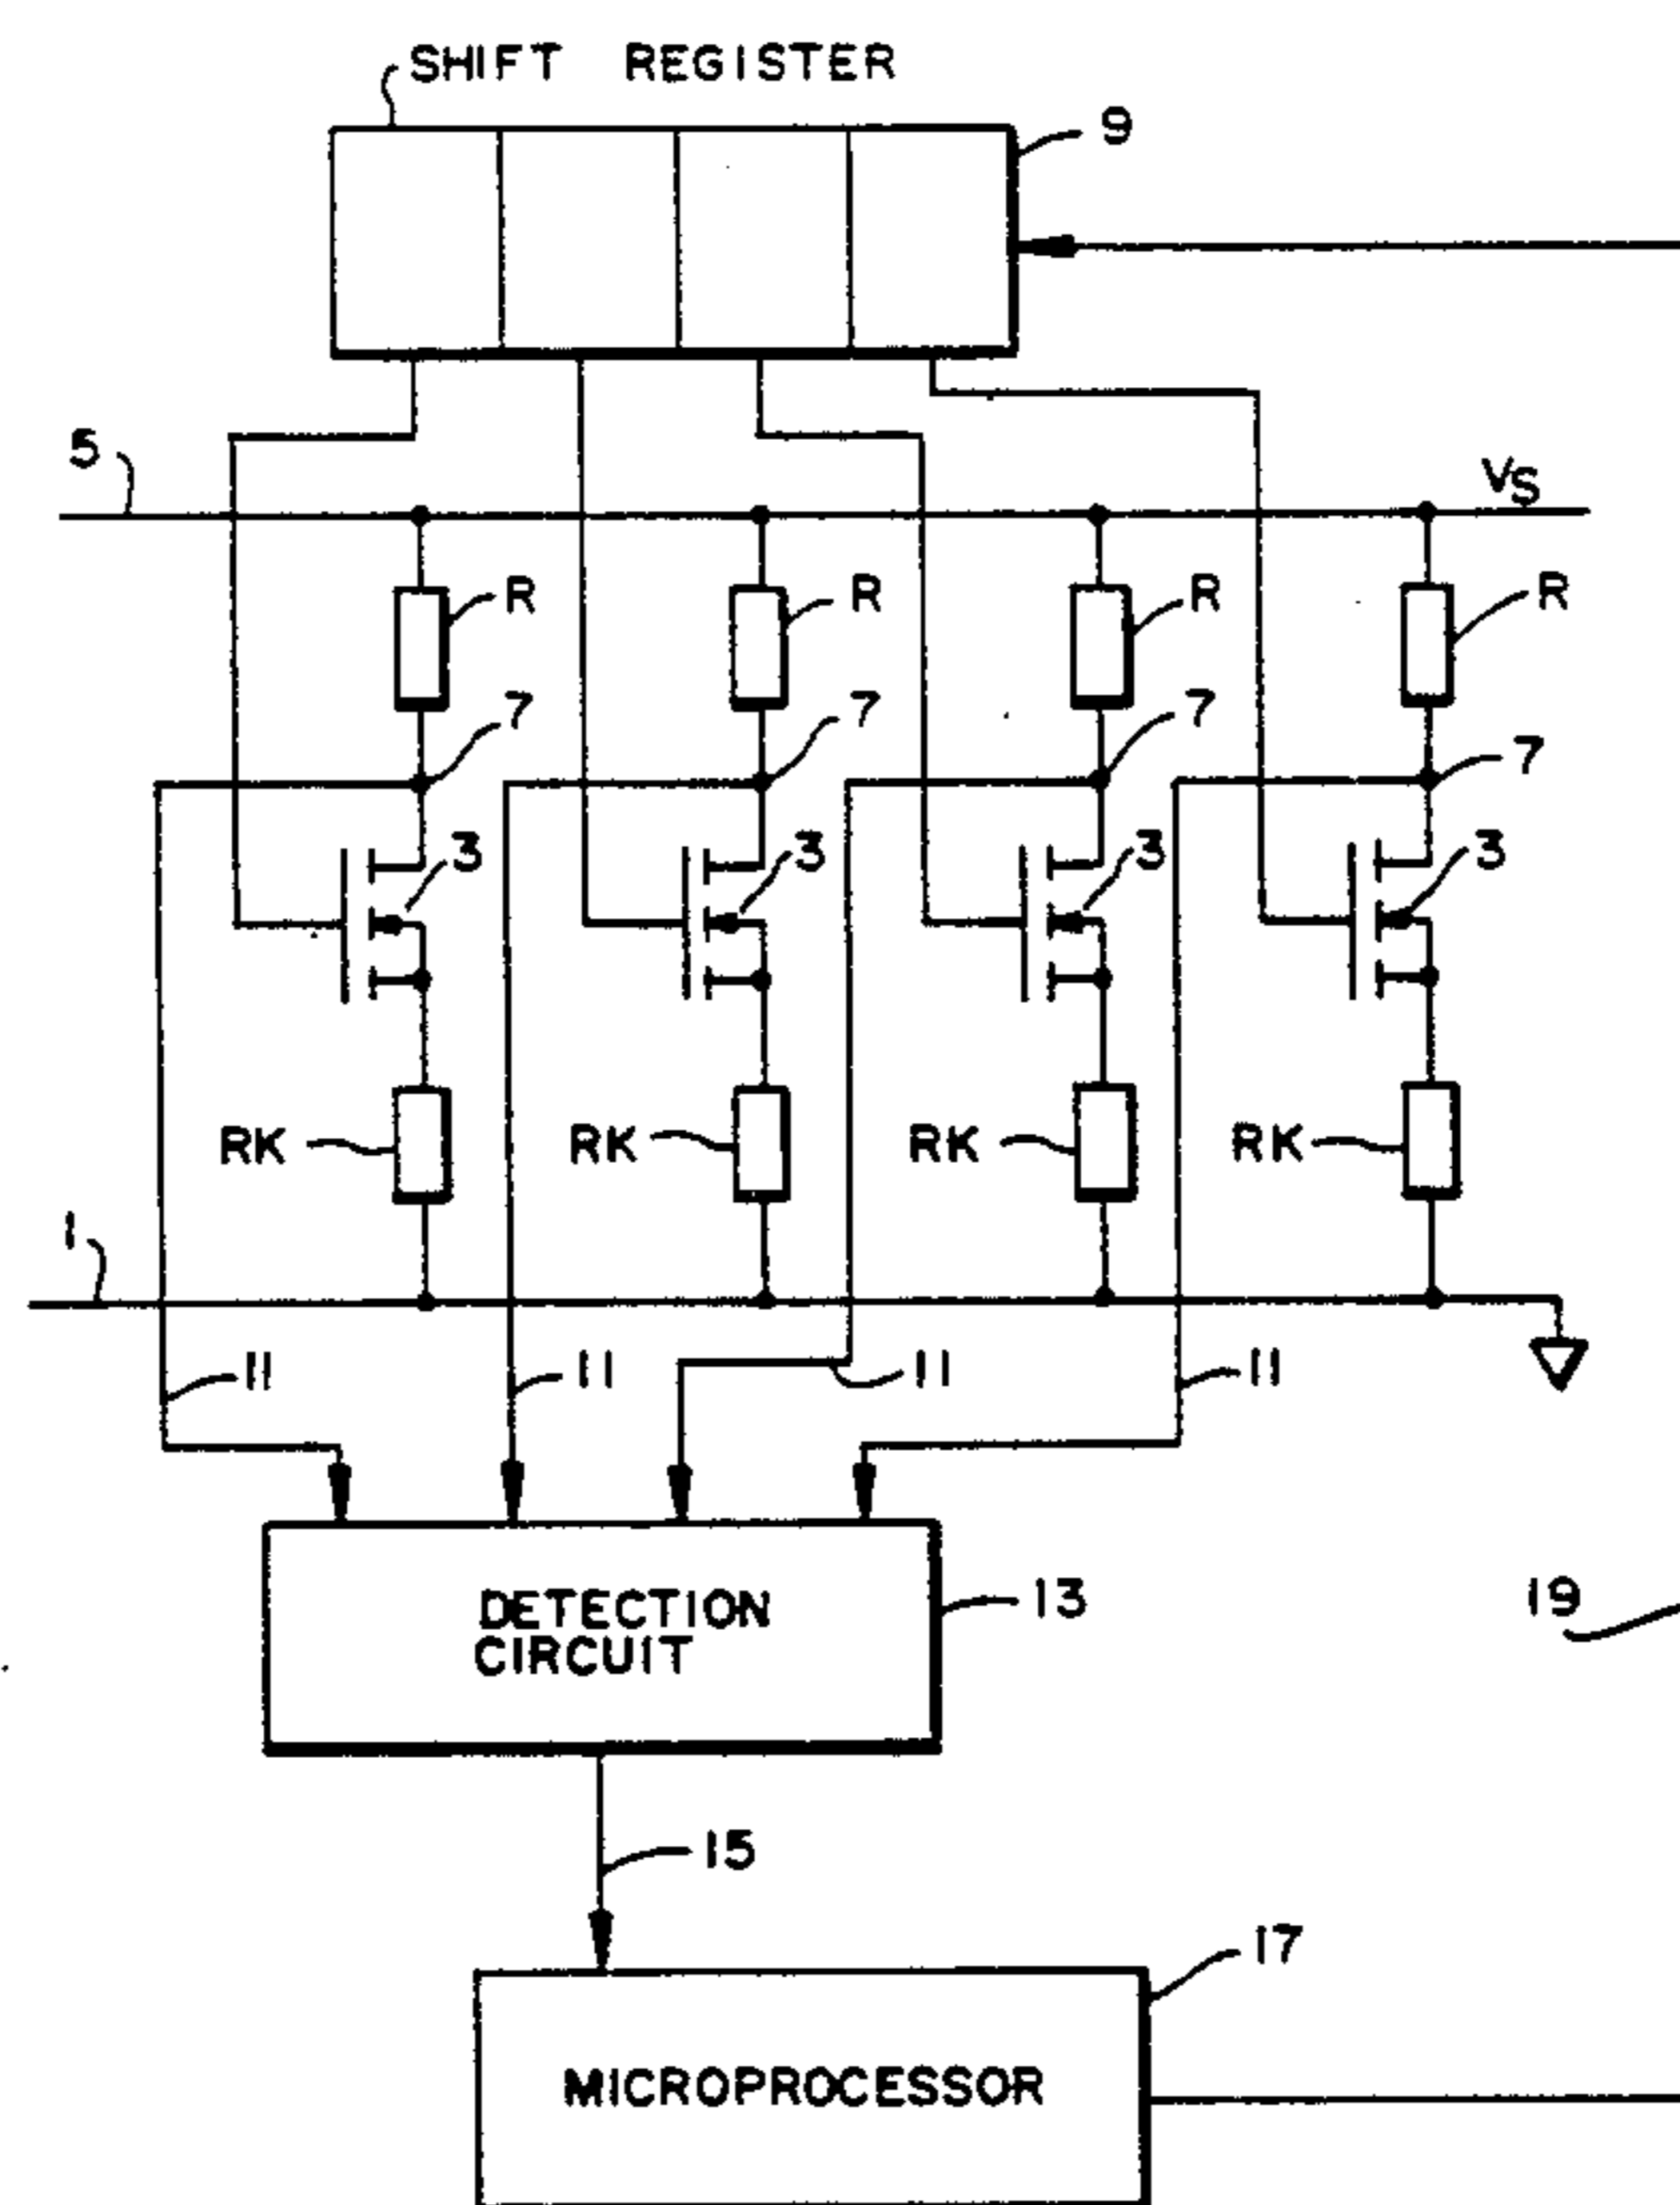 SHIFT REGISTER
9
5
VS
R R R R
7 7 7 7
3 3 3 3
RK RK RK RK
1
11 11 11 11
DETECTION
CIRCUIT
13
19
15
17
MICROPROCESSOR